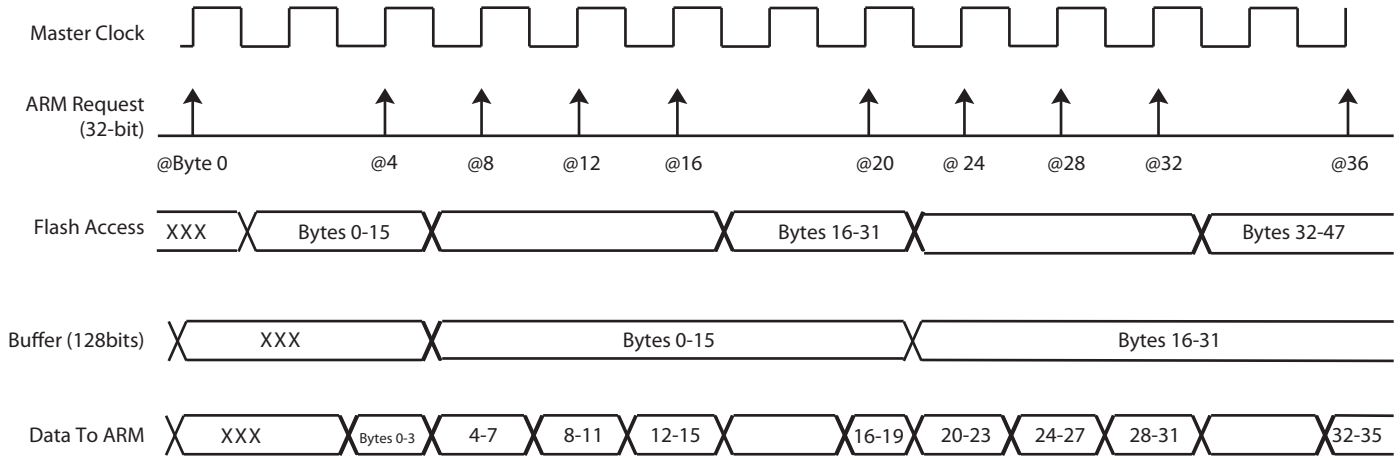 Master Clock
ARM Request
(32-bit)
@Byte 0 @4 @8 @12 @16 @20 @ 24 @28 @32 @36
Flash Access XXX Bytes 0-15 Bytes 16-31 Bytes 32-47
Buffer (128bits) XXX Bytes 0-15 Bytes 16-31
Data To ARM XXX Bytes 0-3 4-7 8-11 12-15 16-19 20-23 24-27 28-31 32-35